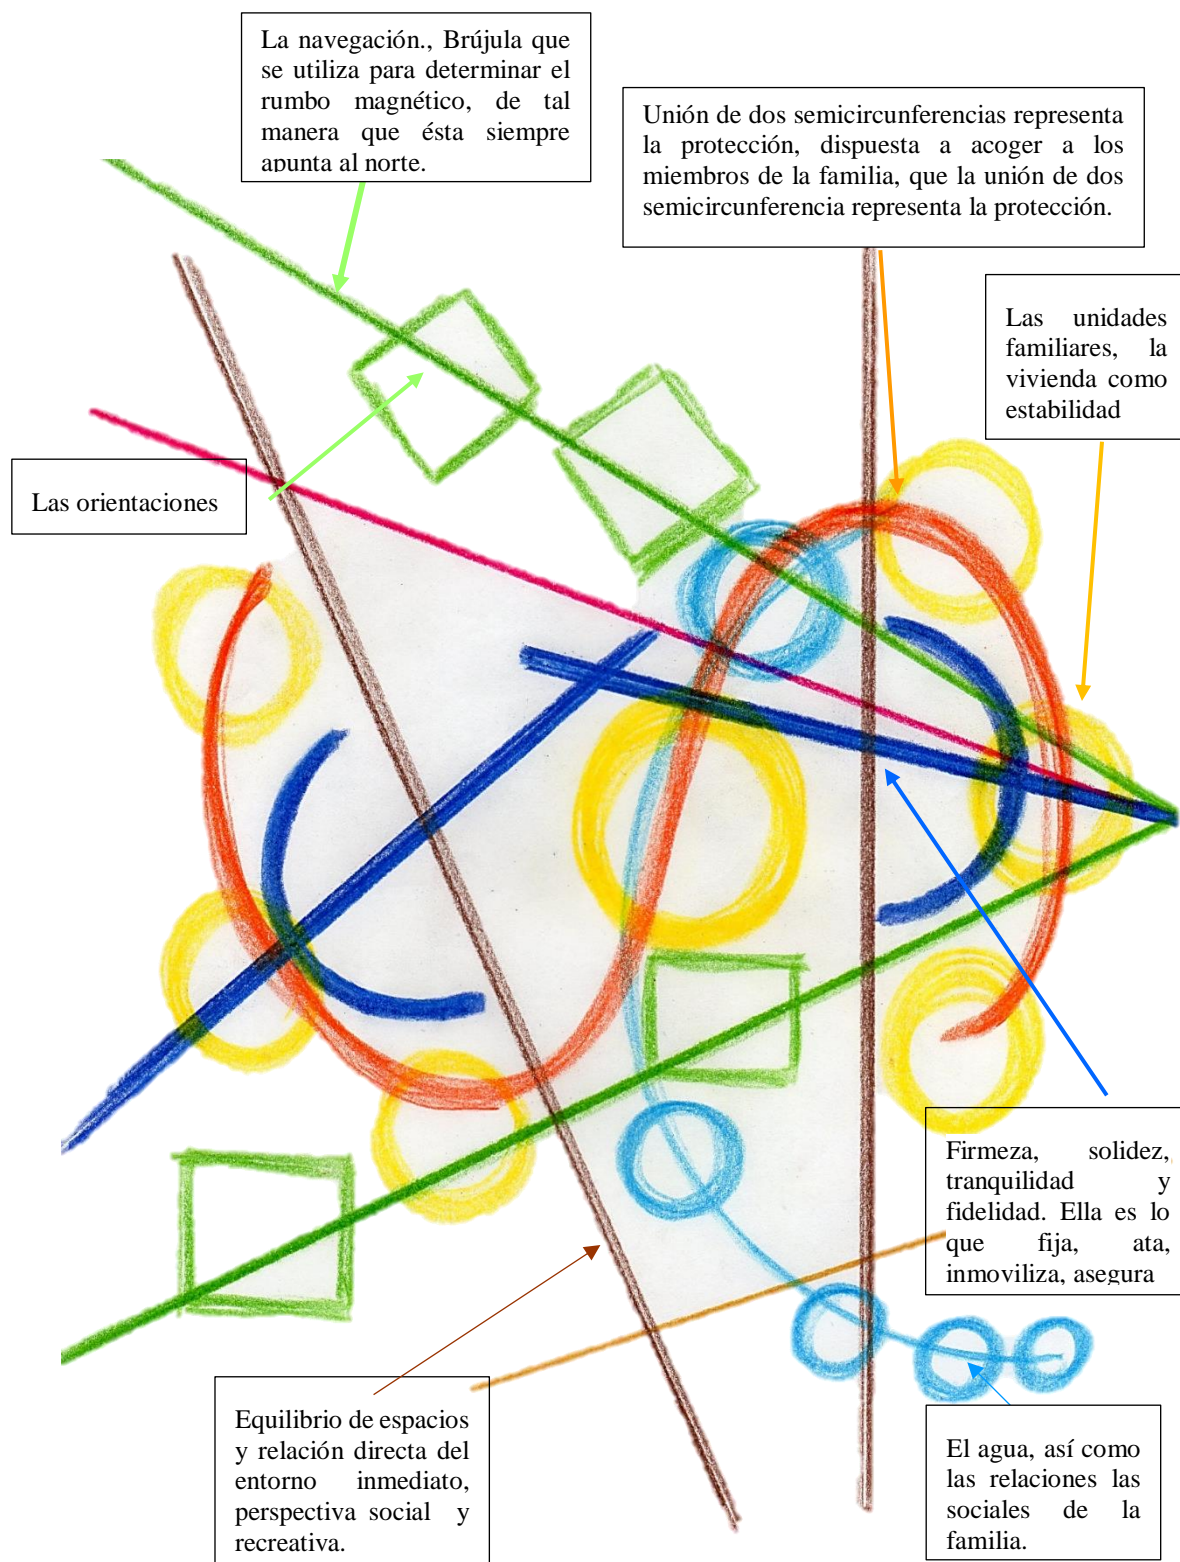 La navegación., Brújula que
se utiliza para determinar el
rumbo magnético, de tal
manera que ésta siempre
apunta al norte.
Unión de dos semicircunferencias representa
la protección, dispuesta a acoger a los
miembros de la familia, que la unión de dos
semicircunferencia representa la protección.
Las unidades
familiares, la
vivienda como
estabilidad
Las orientaciones
Firmeza, solidez,
tranquilidad y
fidelidad. Ella es lo
que fija, ata,
inmoviliza, asegura
Equilibrio de espacios
y relación directa del
entorno inmediato,
perspectiva social y
recreativa.
El agua, así como
las relaciones las
sociales de la
familia.